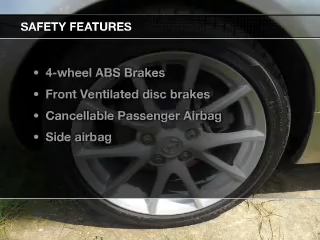 SAFETY FEATURES
• 4-wheel ABS Brakes
• Front Ventilated disc brakes
• Cancellable Passenger Airbag
• Side airbag